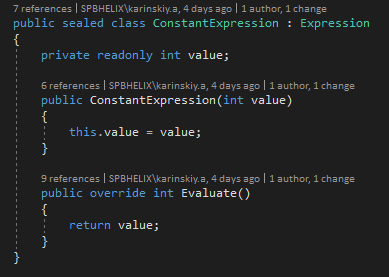 7 references | SPBHELIX\karinskiy.a, 4 days ago | 1 author, 1 change
public sealed class ConstantExpression : Expression
{
private readonly int value;
6 references | SPBHELIX\karinskiy.a, 4 days ago | 1 author, 1 change
public ConstantExpression(int value)
{
this.value = value;
}
9 references | SPBHELIX\karinskiy.a, 4 days ago | 1 author, 1 change
public override int Evaluate()
{
return value;
}
}